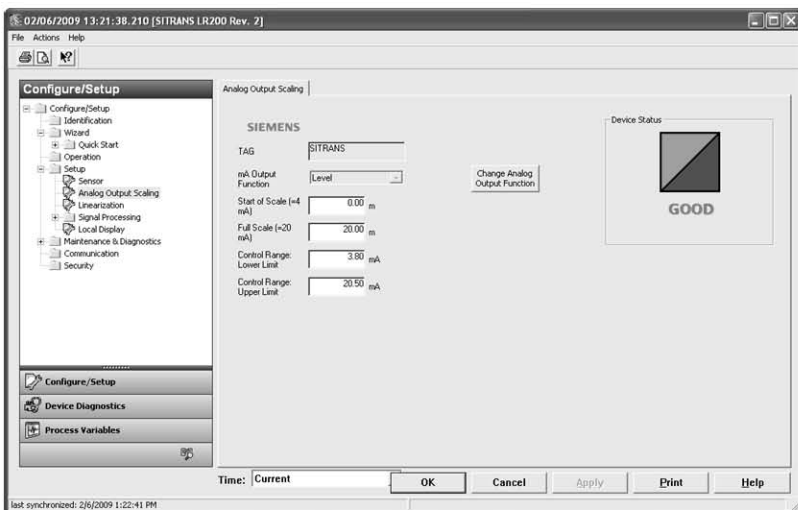 02/06/2009 13:21:38.210 [SITRANS LR200 Rev. 2]
File Actions Help
Configure/Setup
Configure/Setup
Identification
Wizard
Quick Start
Operation
Setup
Sensor
Analog Output Scaling
Linearization
Signal Processing
Local Display
Maintenance & Diagnostics
Communication
Security
Configure/Setup
Device Diagnostics
Process Variables
Analog Output Scaling
SIEMENS
TAG SITRANS
mA Output
Function Level
Change Analog
Output Function
Start of Scale (=4
mA) 0.00 m
Full Scale (=20
mA) 20.00 m
Control Range:
Lower Limit 3.80 mA
Control Range:
Upper Limit 20.50 mA
Device Status
GOOD
Time: Current OK Cancel Apply Print Help
last synchronized: 2/6/2009 1:22:41 PM